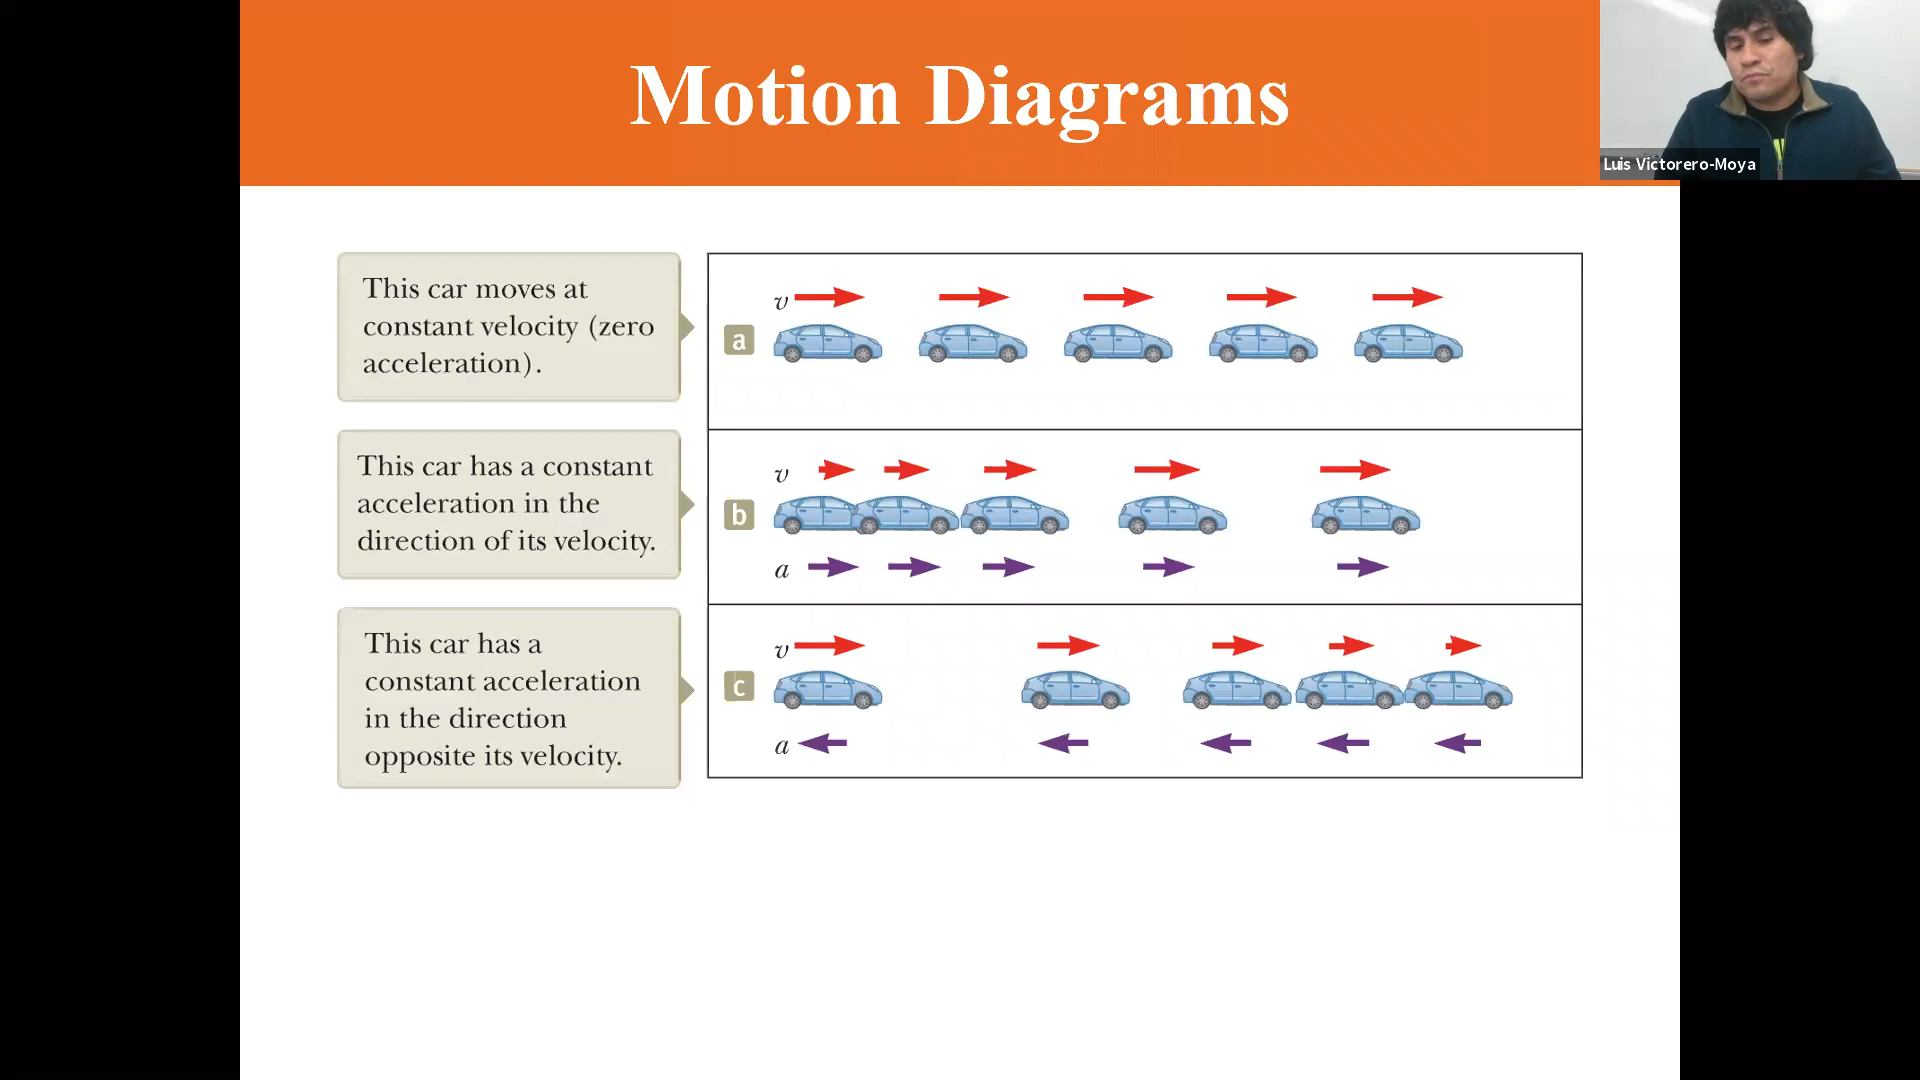 Motion Diagrams
Luis Victorero-Moya
This car moves at
constant velocity (zero
acceleration).
v
a
This car has a constant
acceleration in the
direction of its velocity.
v
b
a
This car has a
constant acceleration
in the direction
opposite its velocity.
v
c
a